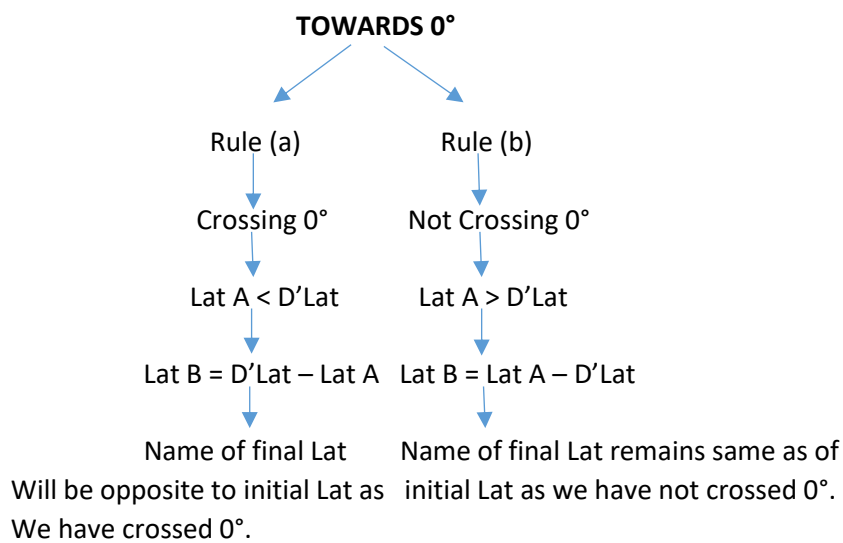 TOWARDS 0°
Rule (a) Rule (b)
Crossing 0° Not Crossing 0°
Lat A < D’Lat Lat A > D’Lat
Lat B = D’Lat – Lat A Lat B = Lat A – D’Lat
Name of final Lat Name of final Lat remains same as of
Will be opposite to initial Lat as initial Lat as we have not crossed 0°.
We have crossed 0°.